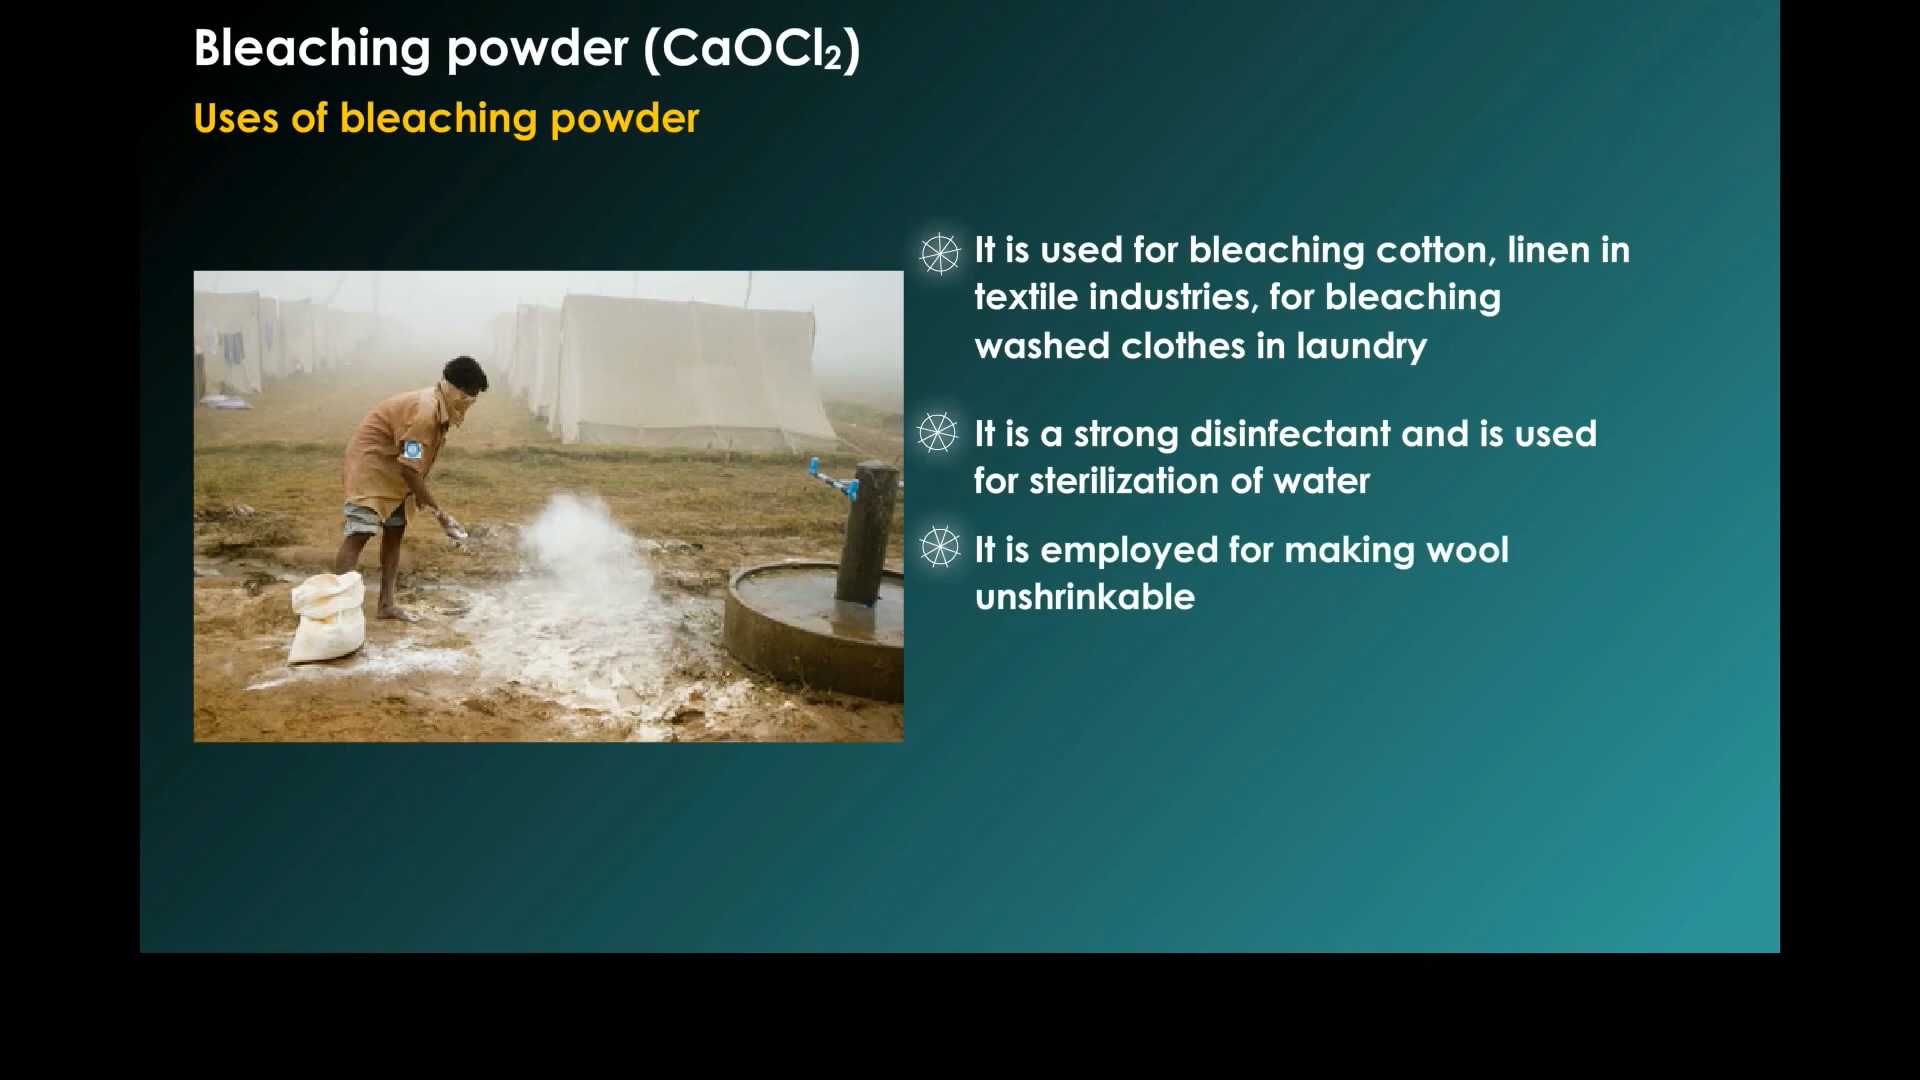 Bleaching powder (CaOCl₂)
Uses of bleaching powder
It is used for bleaching cotton, linen in
textile industries, for bleaching
washed clothes in laundry
It is a strong disinfectant and is used
for sterilization of water
It is employed for making wool
unshrinkable